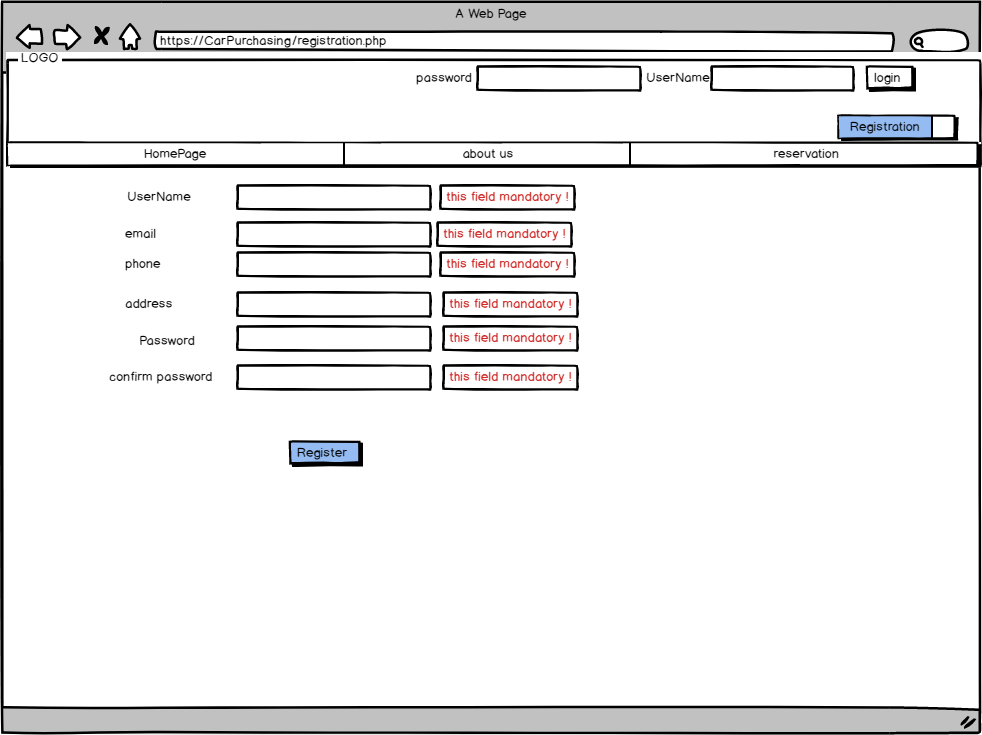 A Web Page
https://CarPurchasing/registration.php
LOGO
password UserName login
Registration
HomePage about us reservation
UserName this field mandatory !
email this field mandatory !
phone this field mandatory !
address this field mandatory !
Password this field mandatory !
confirm password this field mandatory !
Register